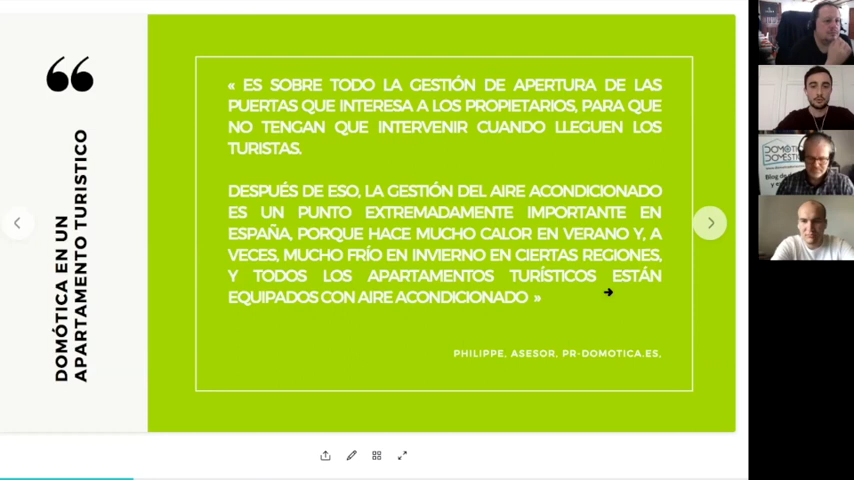 DOMÓTICA EN UN
APARTAMENTO TURISTICO
« ES SOBRE TODO LA GESTIÓN DE APERTURA DE LAS
PUERTAS QUE INTERESA A LOS PROPIETARIOS, PARA QUE
NO TENGAN QUE INTERVENIR CUANDO LLEGUEN LOS
TURISTAS.
DESPUÉS DE ESO, LA GESTIÓN DEL AIRE ACONDICIONADO
ES UN PUNTO EXTREMADAMENTE IMPORTANTE EN
ESPAÑA, PORQUE HACE MUCHO CALOR EN VERANO Y, A
VECES, MUCHO FRÍO EN INVIERNO EN CIERTAS REGIONES,
Y TODOS LOS APARTAMENTOS TURÍSTICOS ESTÁN
EQUIPADOS CON AIRE ACONDICIONADO »
PHILIPPE, ASESOR, PR-DOMOTICA.ES,
Blog de